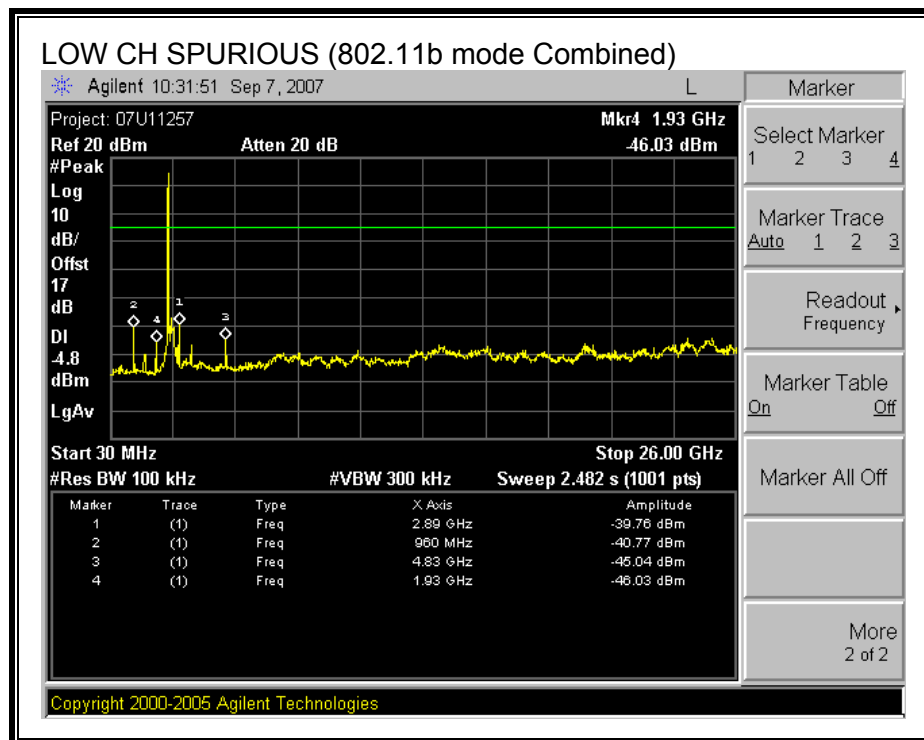 LOW CH SPURIOUS (802.11b mode Combined)
Agilent 10:31:51 Sep 7, 2007 L
Project: 07U11257 Mkr4 1.93 GHz
Ref 20 dBm Atten 20 dB -46.03 dBm
#Peak
Log
10
dB/
Offst
17
dB
DI
-4.8
dBm
LgAv
2 4 1 3
Start 30 MHz Stop 26.00 GHz
#Res BW 100 kHz #VBW 300 kHz Sweep 2.482 s (1001 pts)
Marker Trace Type X Axis Amplitude
1 (1) Freq 2.89 GHz -39.76 dBm
2 (1) Freq 960 MHz -40.77 dBm
3 (1) Freq 4.83 GHz -45.04 dBm
4 (1) Freq 1.93 GHz -46.03 dBm
Marker
Select Marker
1 2 3 4
Marker Trace
Auto 1 2 3
Readout
Frequency
Marker Table
On Off
Marker All Off
More
2 of 2
Copyright 2000-2005 Agilent Technologies